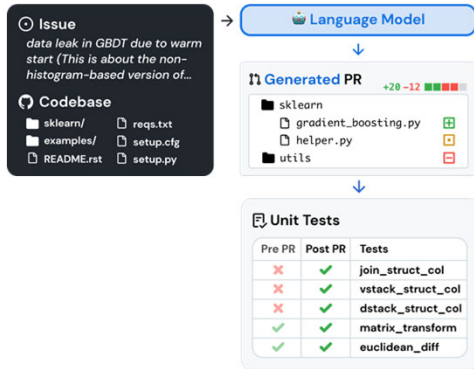 Issue
data leak in GBDT due to warm
start (This is about the non-
histogram-based version of...
Codebase
sklearn/
reqs.txt
examples/
setup.cfg
README.rst
setup.py
Language Model
Generated PR
+20 -12
sklearn
gradient_boosting.py
helper.py
utils
Unit Tests
Pre PR Post PR Tests
join_struct_col
vstack_struct_col
dstack_struct_col
matrix_transform
euclidean_diff